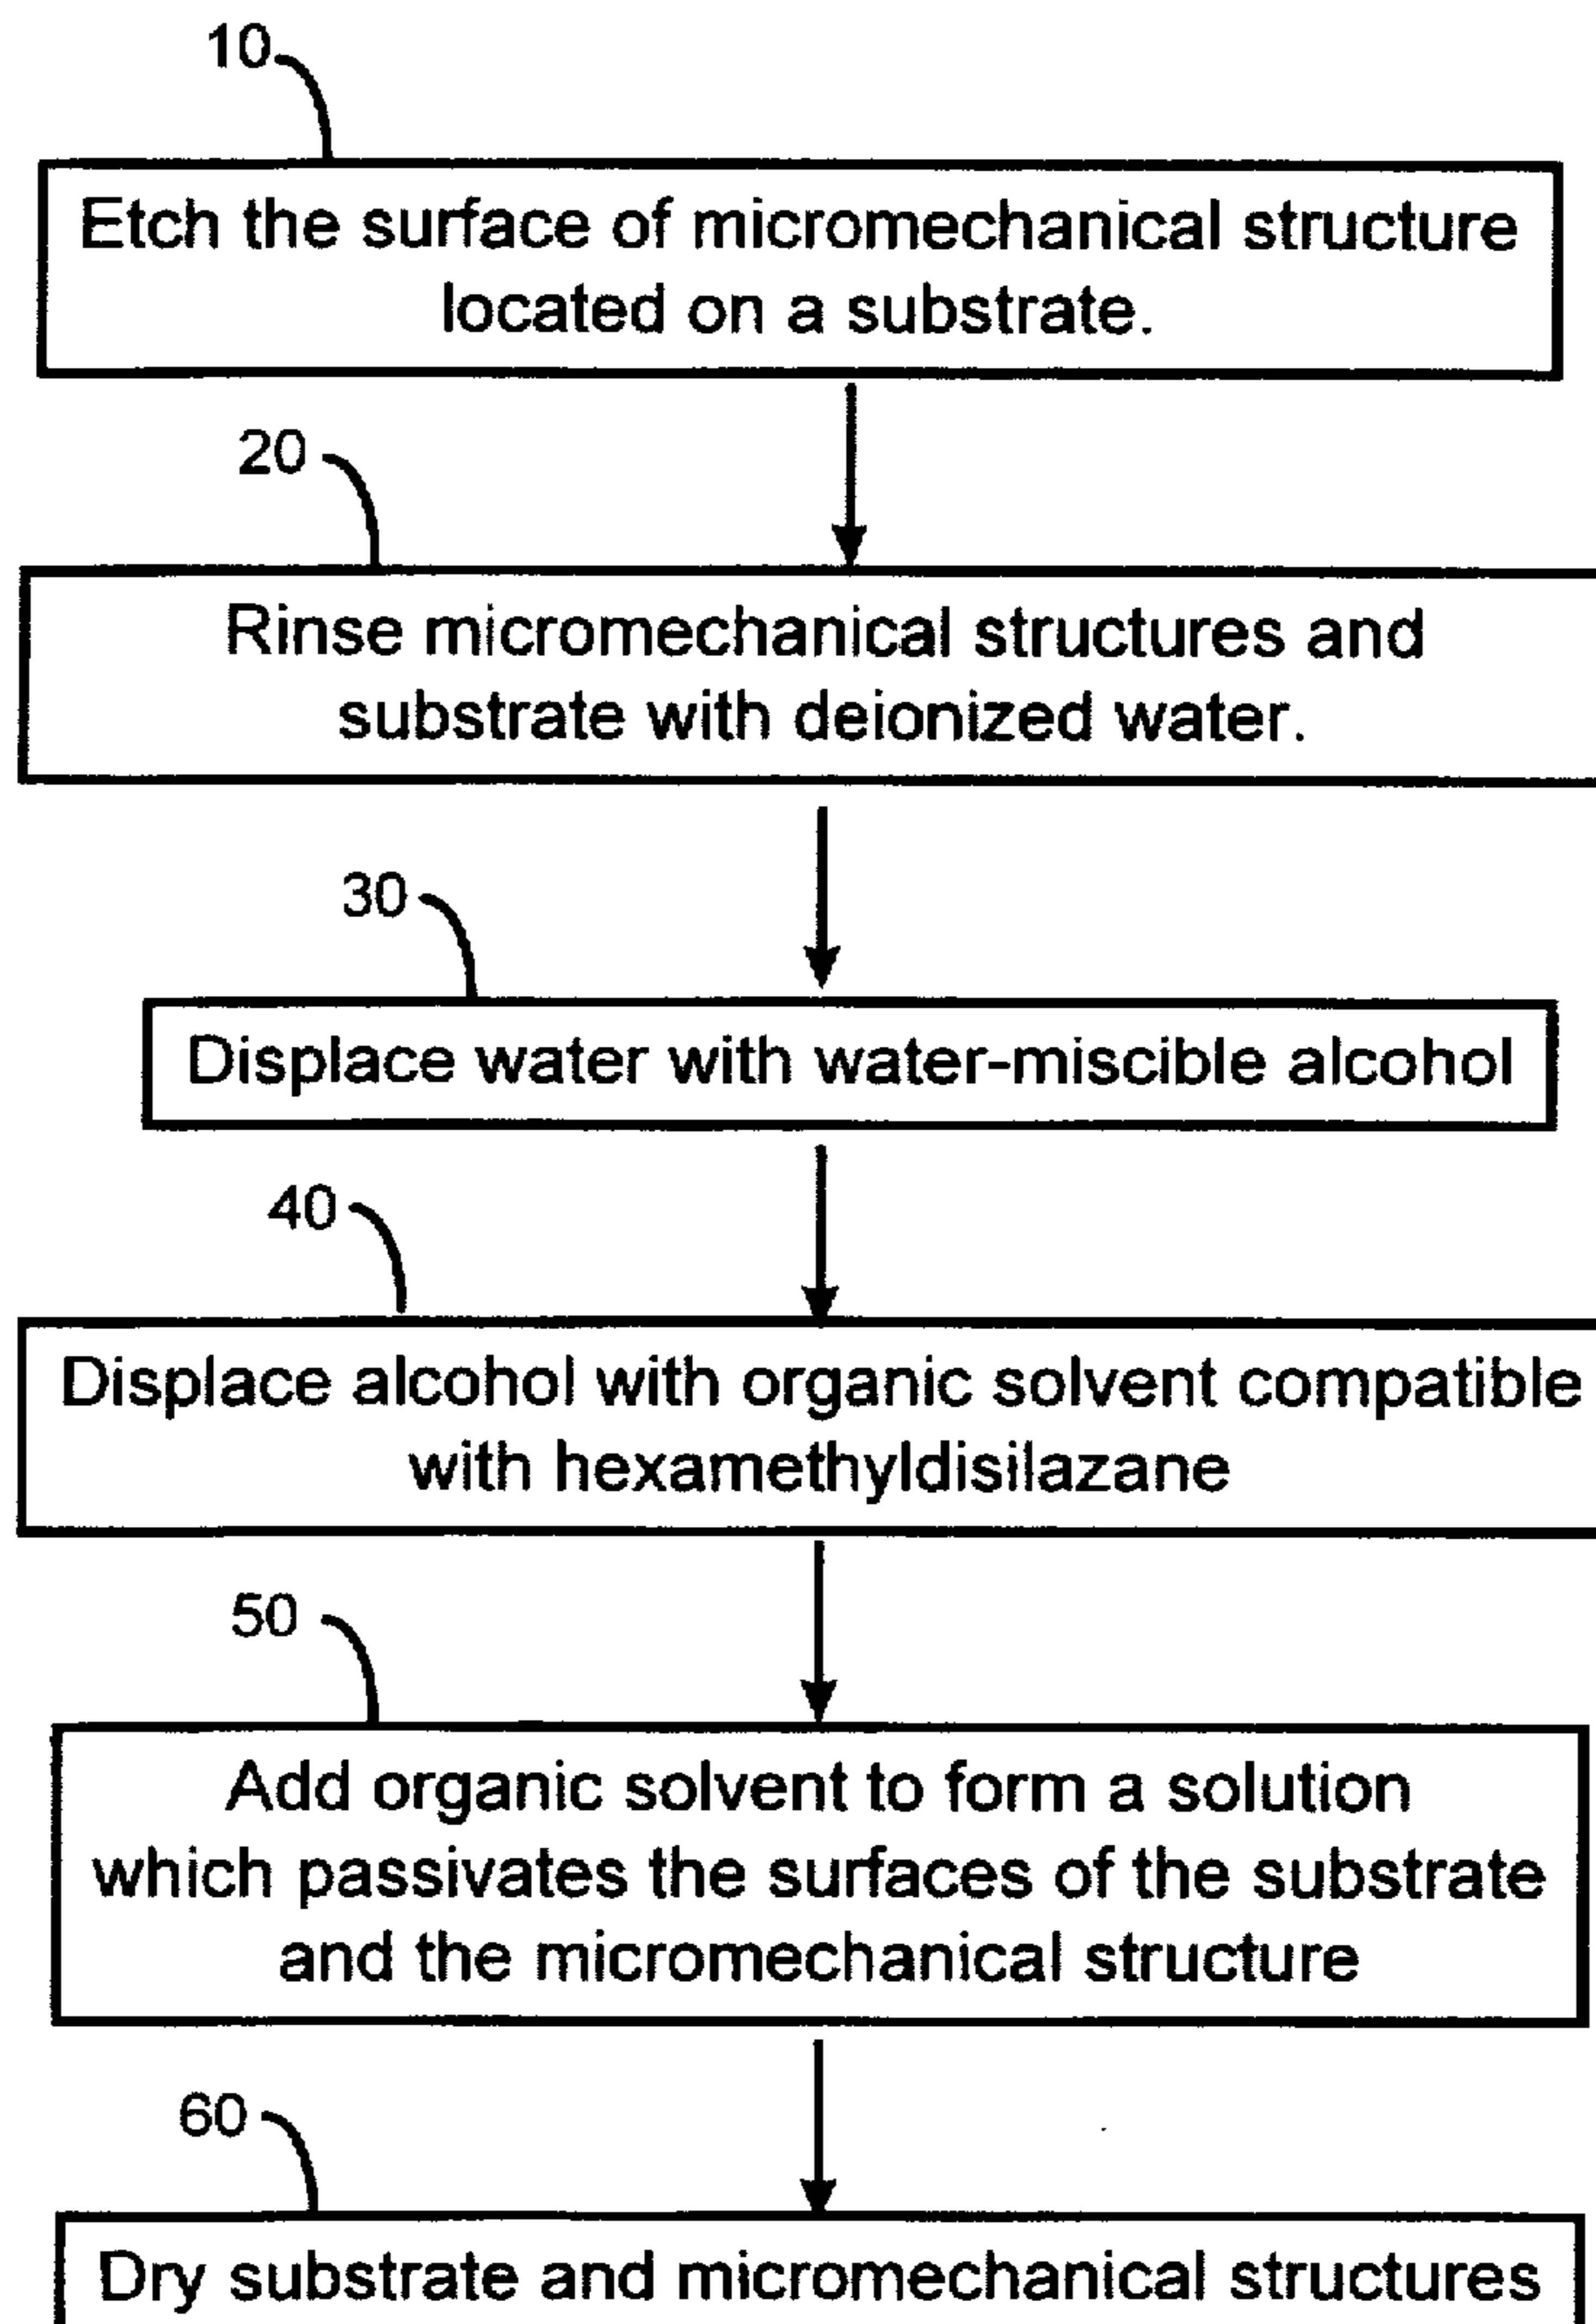 10
Etch the surface of micromechanical structure
located on a substrate.
20
Rinse micromechanical structures and
substrate with deionized water.
30
Displace water with water-miscible alcohol
40
Displace alcohol with organic solvent compatible
with hexamethyldisilazane
50
Add organic solvent to form a solution
which passivates the surfaces of the substrate
and the micromechanical structure
60
Dry substrate and micromechanical structures